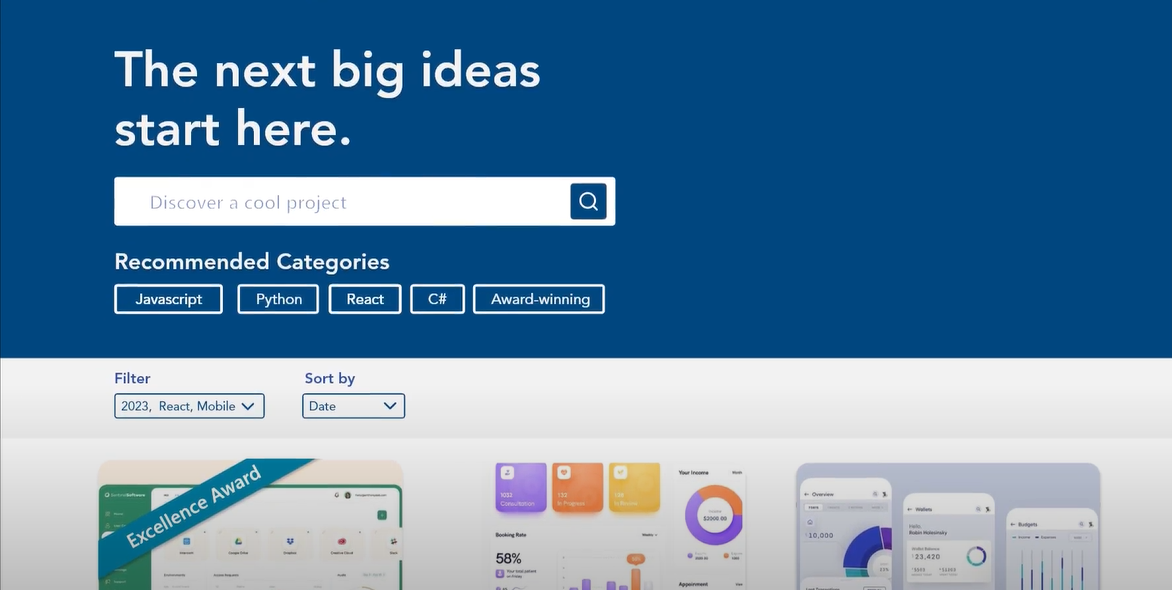 The next big ideas
start here.
Discover a cool project
Recommended Categories
Javascript Python React C# Award-winning
Filter Sort by
2023, React, Mobile Date
Excellence Award
Your Income
$2000.00
Booking Rate
58%
Appointment
Overview
10,000
Wallets
Hello,
Robin Holesinsky
23,420
Budgets
Income Expenses